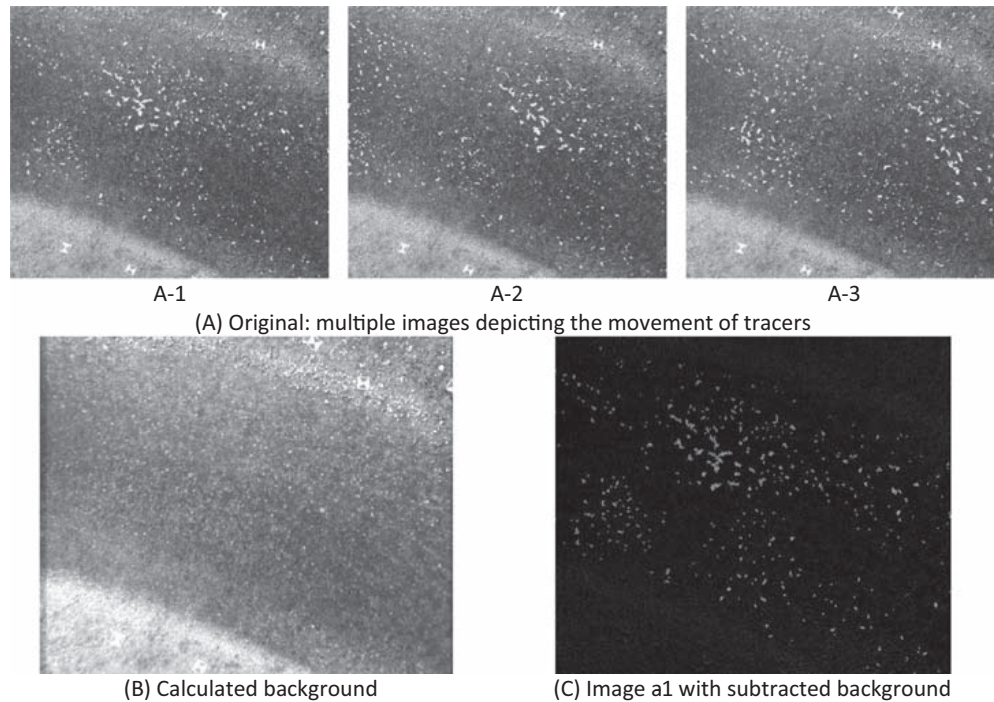 A-1
A-2
A-3
(A) Original: multiple images depicting the movement of tracers
(B) Calculated background
(C) Image a1 with subtracted background